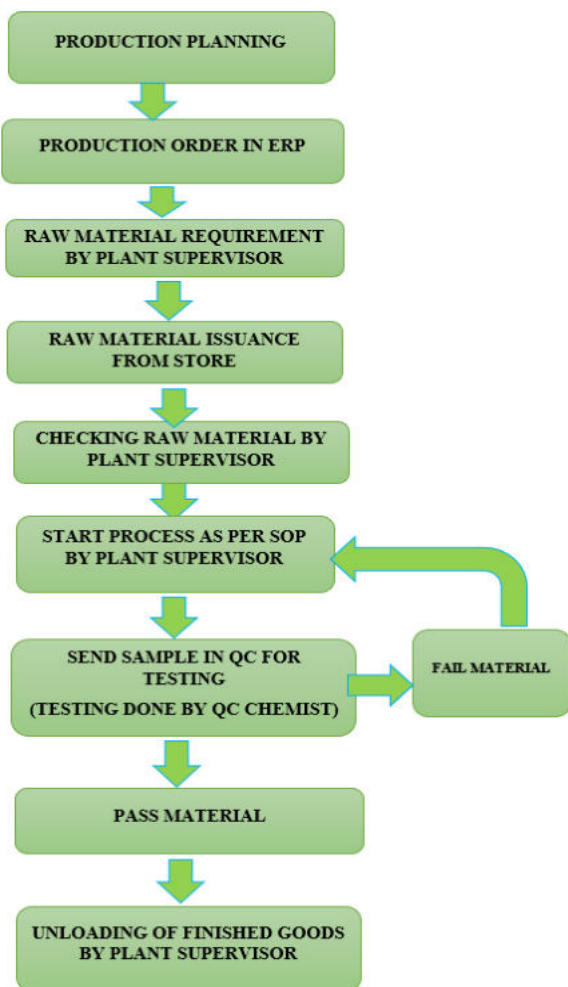 PRODUCTION PLANNING
PRODUCTION ORDER IN ERP
RAW MATERIAL REQUIREMENT
BY PLANT SUPERVISOR
RAW MATERIAL ISSUANCE
FROM STORE
CHECKING RAW MATERIAL BY
PLANT SUPERVISOR
START PROCESS AS PER SOP
BY PLANT SUPERVISOR
SEND SAMPLE IN QC FOR
TESTING
(TESTING DONE BY QC CHEMIST)
FAIL MATERIAL
PASS MATERIAL
UNLOADING OF FINISHED GOODS
BY PLANT SUPERVISOR